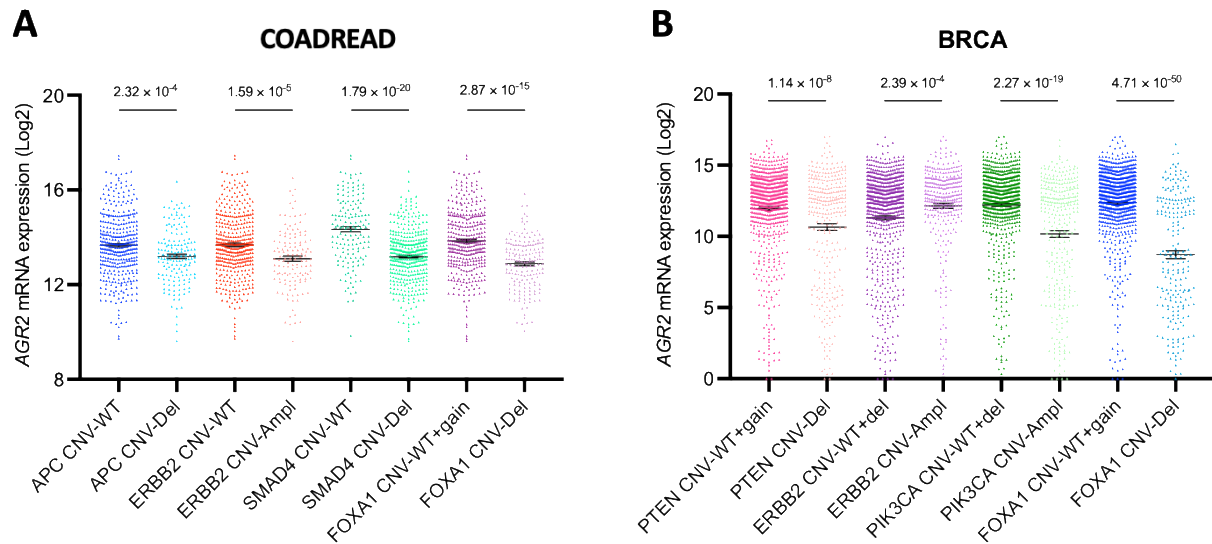 A
COADREAD
2.32 × 10⁻⁴
1.59 × 10⁻⁵
1.79 × 10⁻²⁰
2.87 × 10⁻¹⁵
AGR2 mRNA expression (Log2)
20
16
12
8
APC CNV-WT
APC CNV-Del
ERBB2 CNV-WT
ERBB2 CNV-Ampl
SMAD4 CNV-WT
SMAD4 CNV-Del
FOXA1 CNV-WT+gain
FOXA1 CNV-Del
B
BRCA
1.14 × 10⁻⁸
2.39 × 10⁻⁴
2.27 × 10⁻¹⁹
4.71 × 10⁻⁵⁰
AGR2 mRNA expression (Log2)
20
15
10
5
0
PTEN CNV-WT+gain
PTEN CNV-Del
ERBB2 CNV-WT+del
ERBB2 CNV-Ampl
PIK3CA CNV-WT+del
PIK3CA CNV-Ampl
FOXA1 CNV-WT+gain
FOXA1 CNV-Del